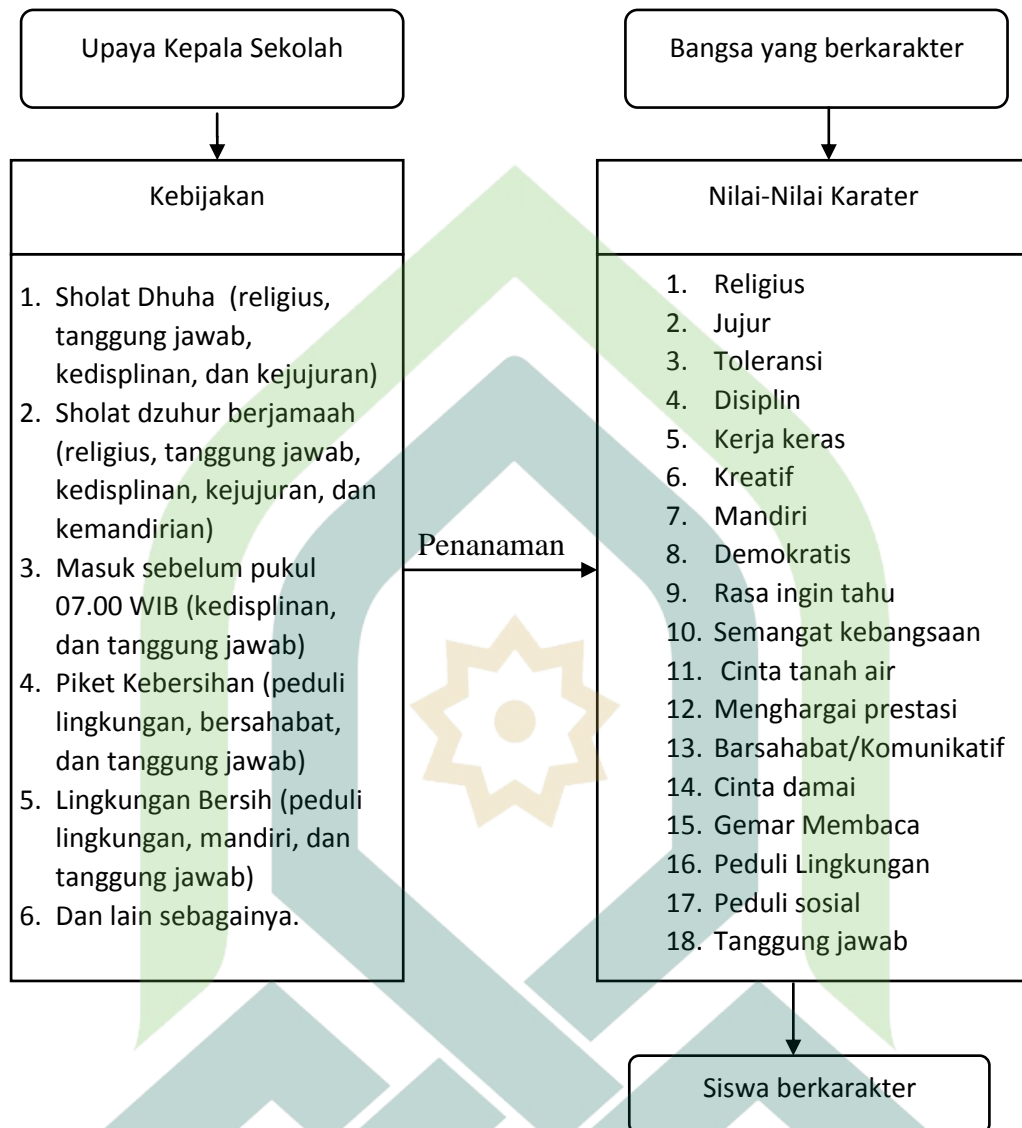 Upaya Kepala Sekolah
Kebijakan
1. Sholat Dhuha (religius,
tanggung jawab,
kedisplinan, dan kejujuran)
2. Sholat dzuhur berjamaah
(religius, tanggung jawab,
kedisplinan, kejujuran, dan
kemandirian)
3. Masuk sebelum pukul
07.00 WIB (kedisplinan,
dan tanggung jawab)
4. Piket Kebersihan (peduli
lingkungan, bersahabat,
dan tanggung jawab)
5. Lingkungan Bersih (peduli
lingkungan, mandiri, dan
tanggung jawab)
6. Dan lain sebagainya.
Penanaman
Bangsa yang berkarakter
Nilai-Nilai Karater
1. Religius
2. Jujur
3. Toleransi
4. Disiplin
5. Kerja keras
6. Kreatif
7. Mandiri
8. Demokratis
9. Rasa ingin tahu
10. Semangat kebangsaan
11. Cinta tanah air
12. Menghargai prestasi
13. Barsahabat/Komunikatif
14. Cinta damai
15. Gemar Membaca
16. Peduli Lingkungan
17. Peduli sosial
18. Tanggung jawab
Siswa berkarakter